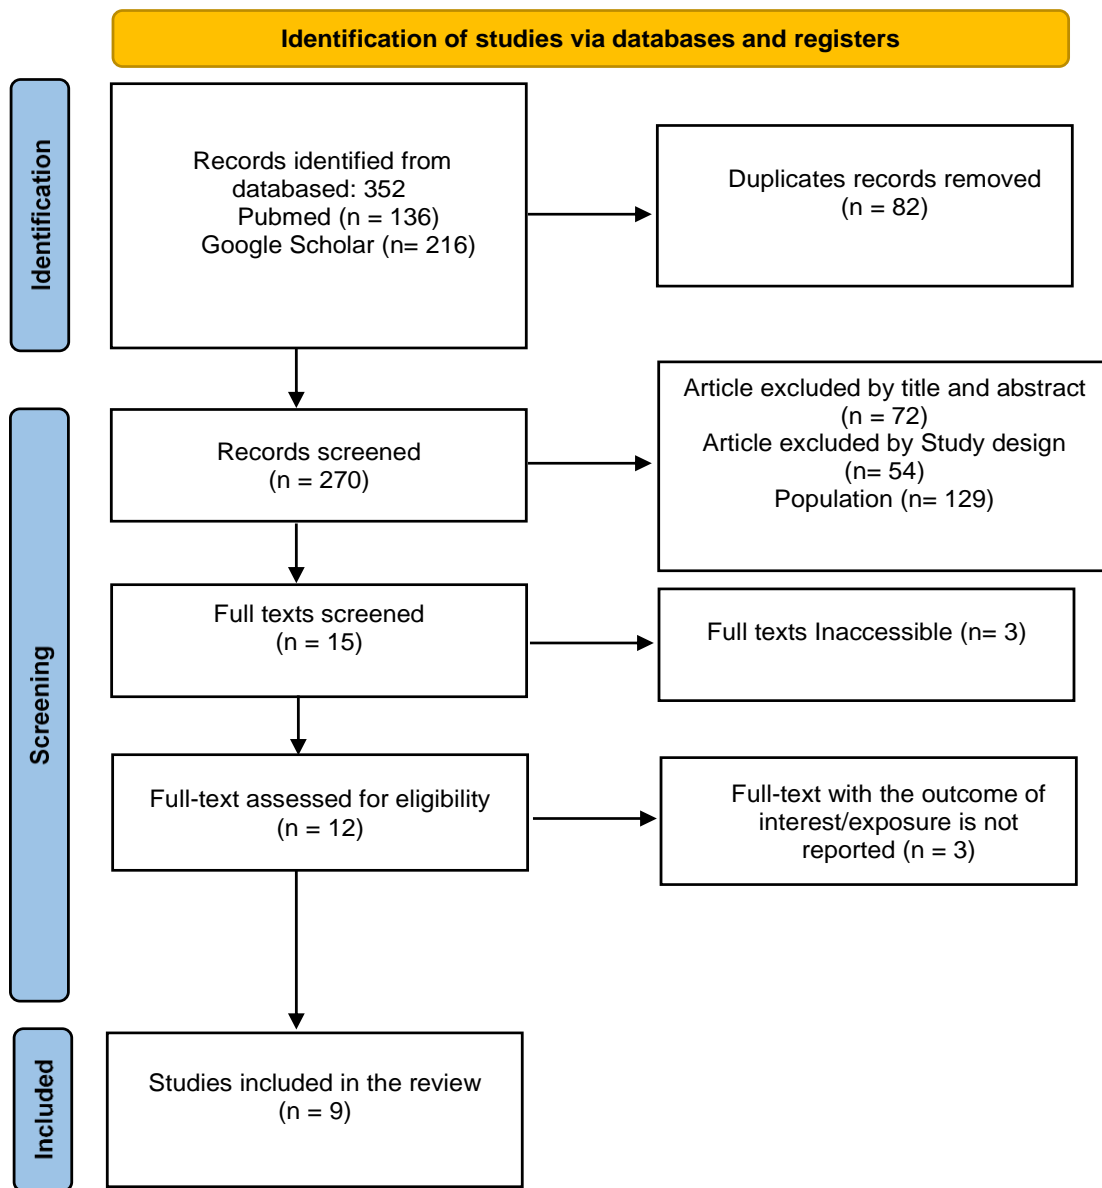 Identification of studies via databases and registers
Identification
Records identified from
databased: 352
Pubmed (n = 136)
Google Scholar (n= 216)
Duplicates records removed
(n = 82)
Screening
Records screened
(n = 270)
Article excluded by title and abstract
(n = 72)
Article excluded by Study design
(n= 54)
Population (n= 129)
Full texts screened
(n = 15)
Full texts Inaccessible (n= 3)
Full-text assessed for eligibility
(n = 12)
Full-text with the outcome of
interest/exposure is not
reported (n = 3)
Included
Studies included in the review
(n = 9)